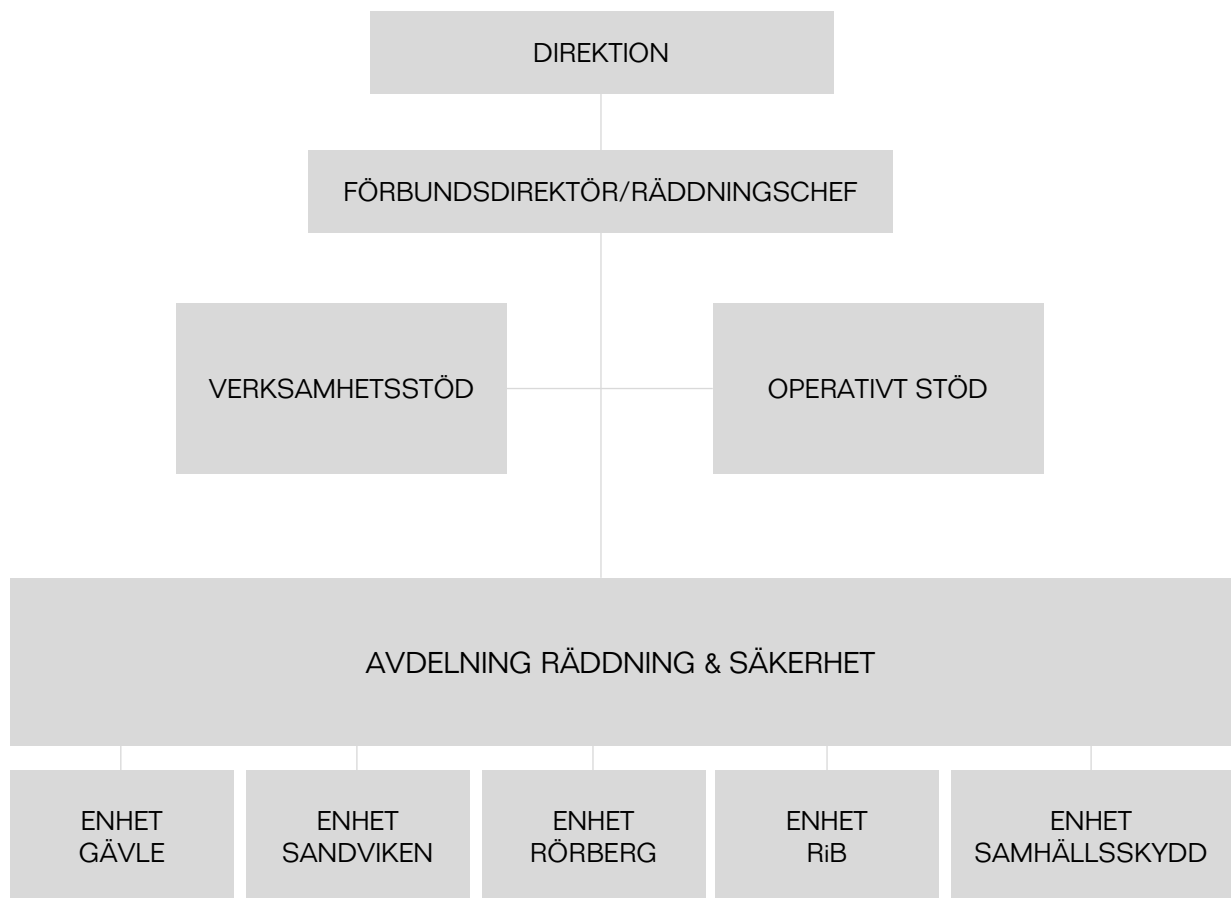 DIREKTION
FÖRBUNDSDIREKTÖR/RÄDDNINGSCHEF
VERKSAMHETSSTÖD
OPERATIVT STÖD
AVDELNING RÄDDNING & SÄKERHET
ENHET
GÄVLE
ENHET
SANDVIKEN
ENHET
RÖRBERG
ENHET
RiB
ENHET
SAMHÄLLSSKYDD